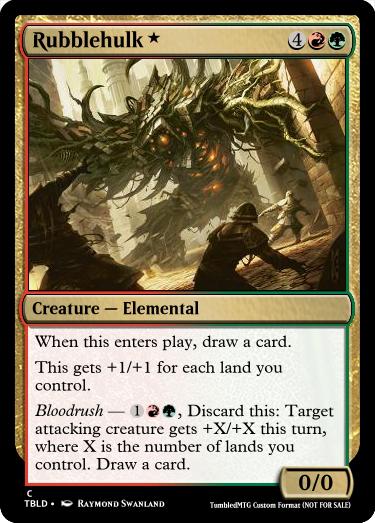 Rubblehulk ★ 4
Creature — Elemental
When this enters play, draw a card.
This gets +1/+1 for each land you
control.
Bloodrush — 1, Discard this: Target
attacking creature gets +X/+X this turn,
where X is the number of lands you
control. Draw a card.
0/0
C
TBLD • Raymond Swanland
TumbledMTG Custom Format (NOT FOR SALE)